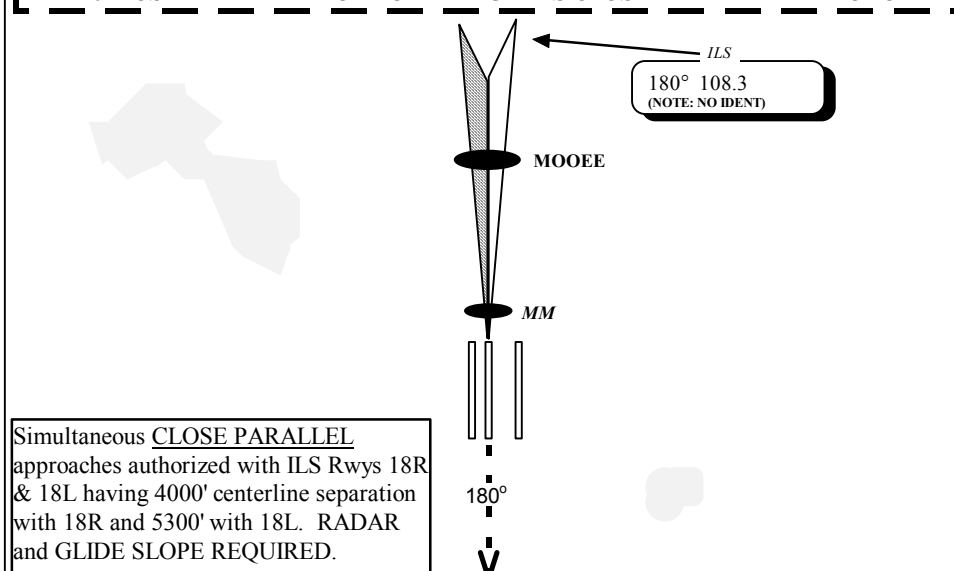 ILS
180° 108.3
(NOTE: NO IDENT)
MOOEE
MM
Simultaneous CLOSE PARALLEL
approaches authorized with ILS Rwys 18R
& 18L having 4000' centerline separation
with 18R and 5300' with 18L. RADAR
and GLIDE SLOPE REQUIRED.
180°